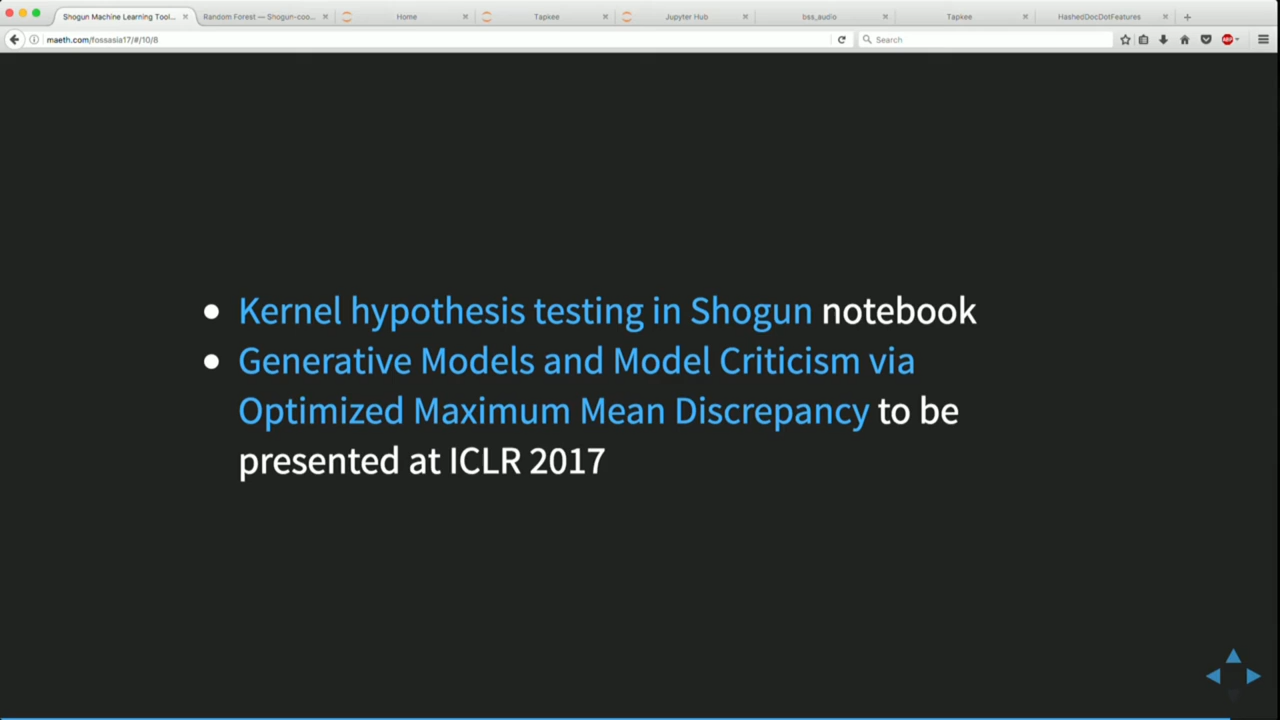 Shogun Machine Learning Tool...
Random Forest — Shogun-coo...
Home
Tapkee
Jupyter Hub
bss_audio
Tapkee
HashedDocDotFeatures
maeth.com/fossasia17/#/10/8
Search
ABP
Kernel hypothesis testing in Shogun notebook
Generative Models and Model Criticism via
Optimized Maximum Mean Discrepancy to be
presented at ICLR 2017